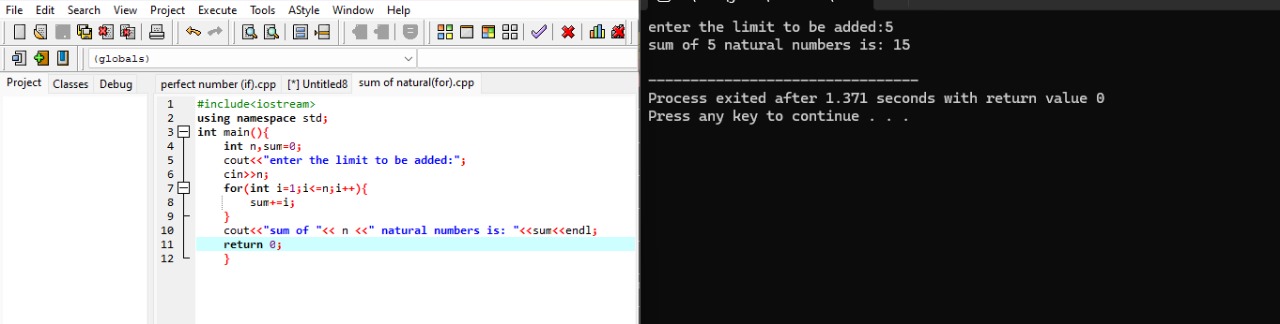 File Edit Search View Project Execute Tools AStyle Window Help
(globals)
Project Classes Debug
perfect number (if).cpp [*] Untitled8 sum of natural(for).cpp
1 #include<iostream>
2 using namespace std;
3 int main(){
4 int n,sum=0;
5 cout<<"enter the limit to be added:";
6 cin>>n;
7 for(int i=1;i<=n;i++){
8 sum+=i;
9 }
10 cout<<"sum of "<< n <<" natural numbers is: "<<sum<<endl;
11 return 0;
12 }
enter the limit to be added:5
sum of 5 natural numbers is: 15
--------------------------------
Process exited after 1.371 seconds with return value 0
Press any key to continue . . .